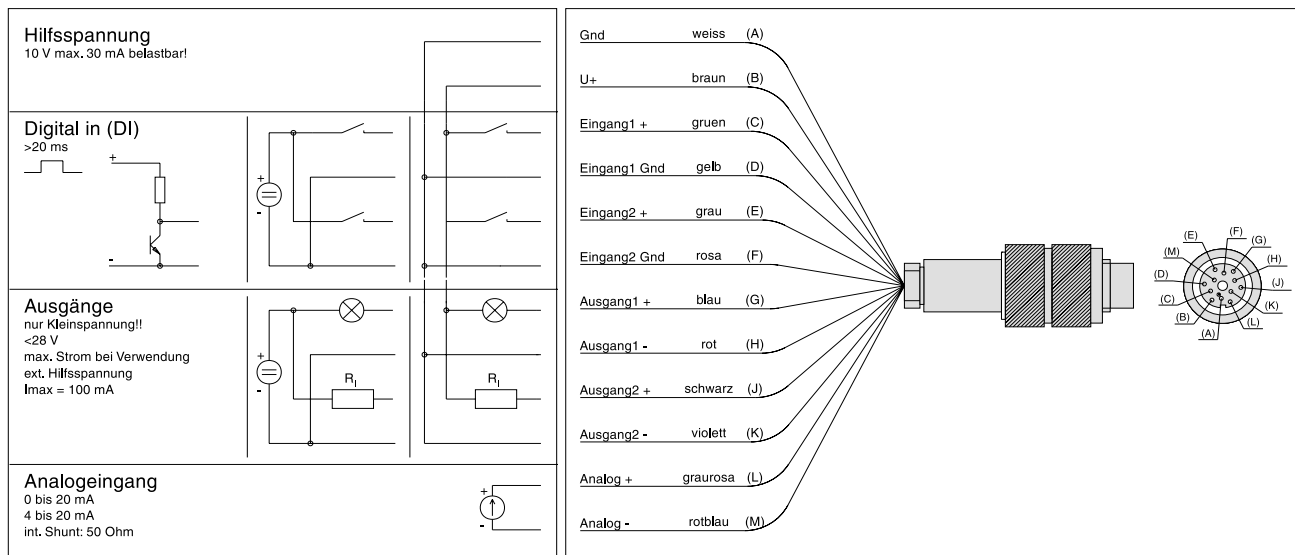 Hilfsspannung
10 V max. 30 mA belastbar!
Digital in (DI)
>20 ms
+
-
+
-
Ausgänge
nur Kleinspannung!!
<28 V
max. Strom bei Verwendung
ext. Hilfsspannung
Imax = 100 mA
+
-
RI
RI
Analogeingang
0 bis 20 mA
4 bis 20 mA
int. Shunt: 50 Ohm
+
-
Gnd weiss (A)
U+ braun (B)
Eingang1 + gruen (C)
Eingang1 Gnd gelb (D)
Eingang2 + grau (E)
Eingang2 Gnd rosa (F)
Ausgang1 + blau (G)
Ausgang1 - rot (H)
Ausgang2 + schwarz (J)
Ausgang2 - violett (K)
Analog + graurosa (L)
Analog - rotblau (M)
(F)
(E)
(G)
(M)
(H)
(D)
(J)
(C)
(K)
(B)
(L)
(A)